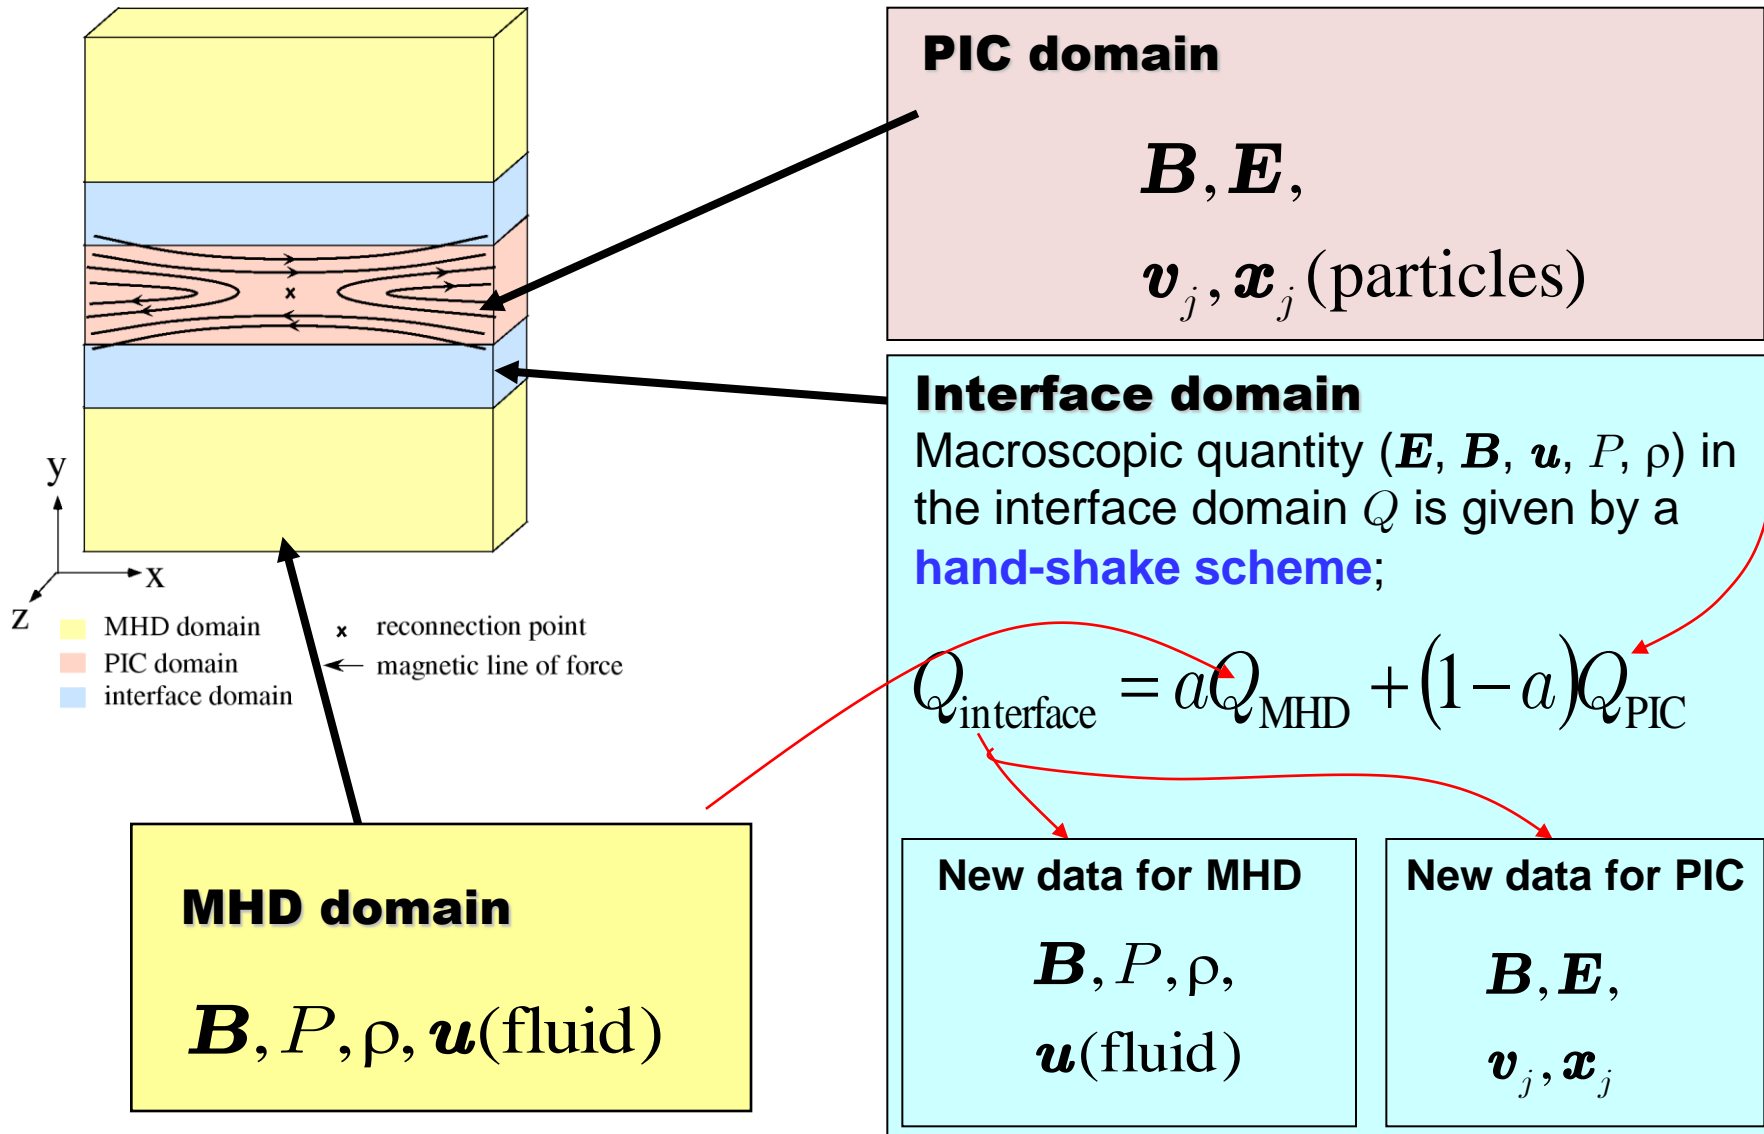 y
x
z
MHD domain
PIC domain
interface domain
x reconnection point
magnetic line of force
x
PIC domain
B, E,
v_j, x_j (particles)
Interface domain
Macroscopic quantity (E, B, u, P, ρ) in
the interface domain Q is given by a
hand-shake scheme;
Q_interface = aQ_MHD + (1−a)Q_PIC
New data for MHD
B, P, ρ,
u(fluid)
New data for PIC
B, E,
v_j, x_j
MHD domain
B, P, ρ, u(fluid)